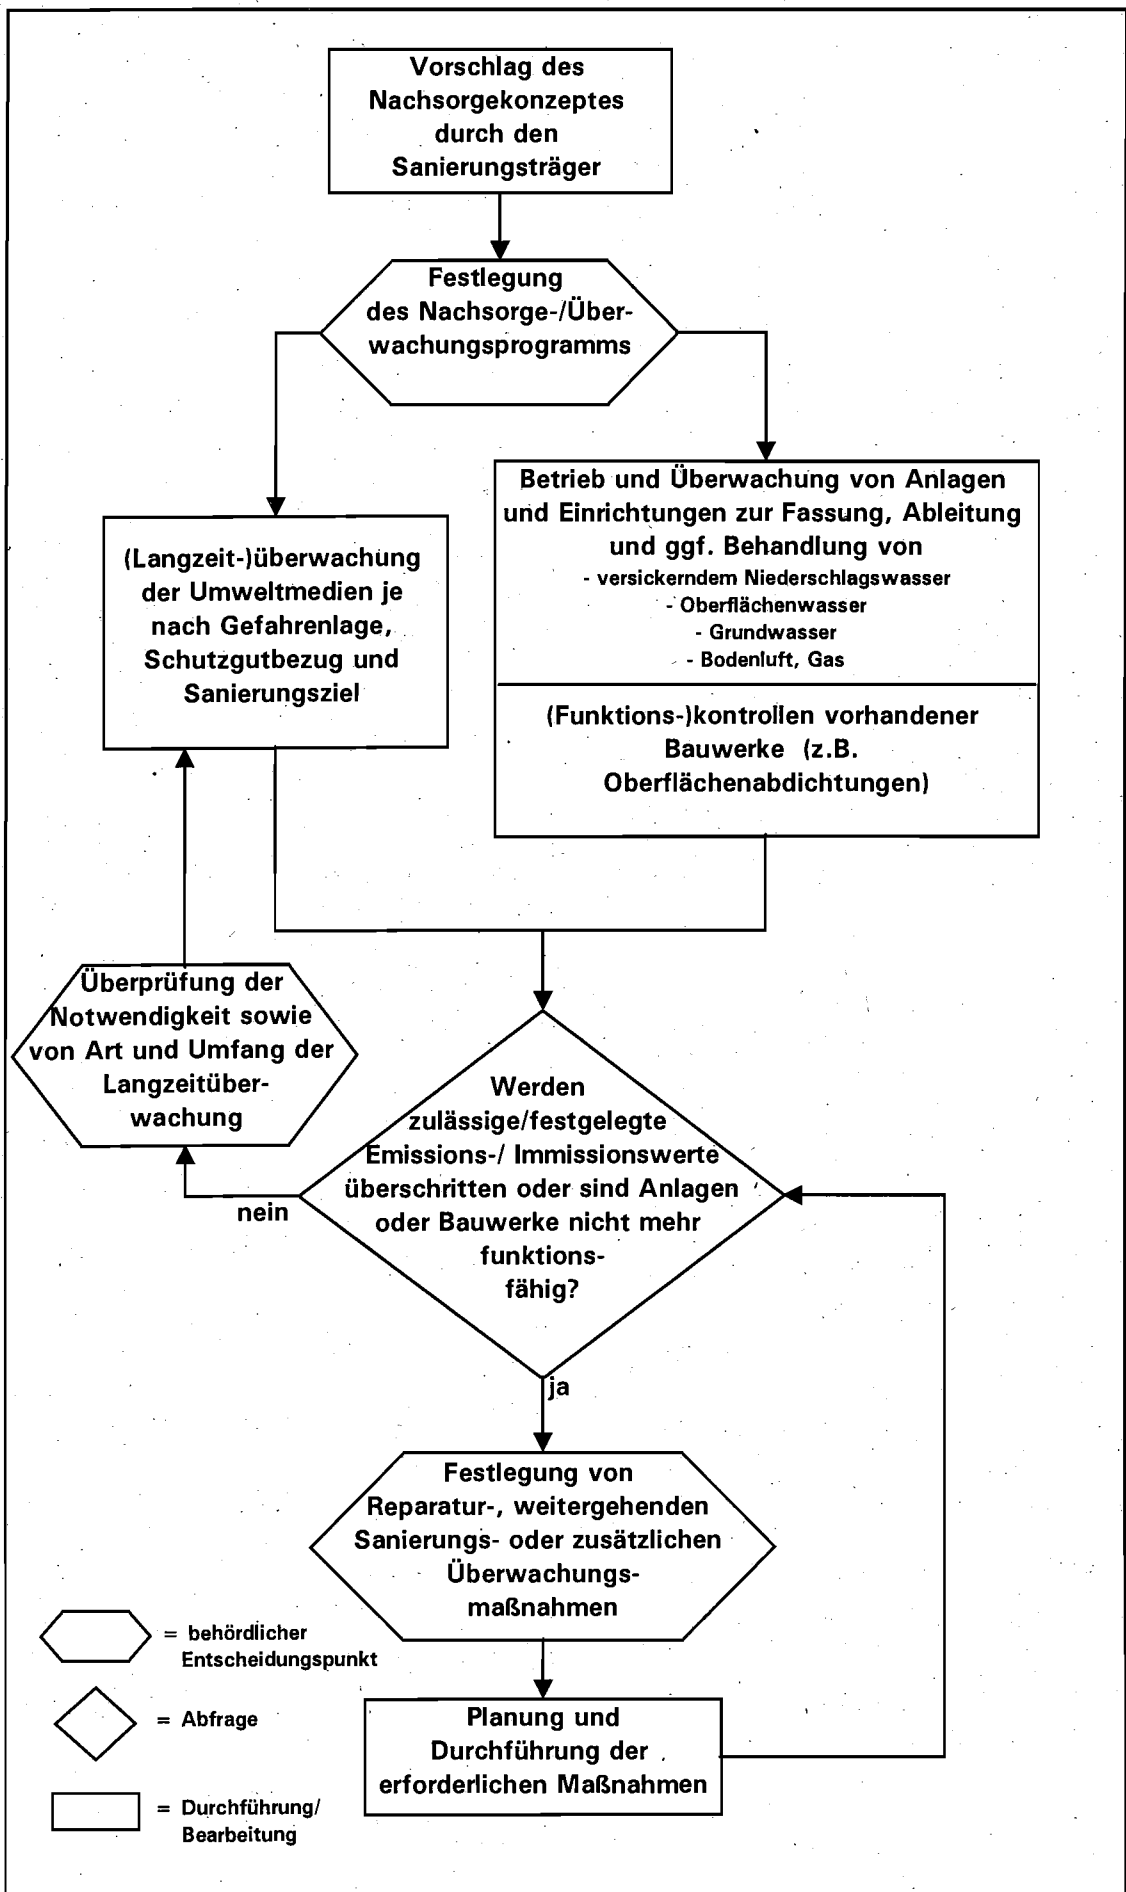 Vorschlag des
Nachsorgekonzeptes
durch den
Sanierungsträger
Festlegung
des Nachsorge-/Über-
wachungsprogramms
(Langzeit-)überwachung
der Umweltmedien je
nach Gefahrenlage,
Schutzgutbezug und
Sanierungsziel
Betrieb und Überwachung von Anlagen
und Einrichtungen zur Fassung, Ableitung
und ggf. Behandlung von
- versickerndem Niederschlagswasser
- Oberflächenwasser
- Grundwasser
- Bodenluft, Gas
(Funktions-)kontrollen vorhandener
Bauwerke (z.B.
Oberflächenabdichtungen)
Überprüfung der
Notwendigkeit sowie
von Art und Umfang der
Langzeitüber-
wachung
Werden
zulässige/festgelegte
Emissions-/ Immissionswerte
überschritten oder sind Anlagen
oder Bauwerke nicht mehr
funktions-
fähig?
nein
ja
Festlegung von
Reparatur-, weitergehenden
Sanierungs- oder zusätzlichen
Überwachungs-
maßnahmen
Planung und
Durchführung der
erforderlichen Maßnahmen
= behördlicher
Entscheidungspunkt
= Abfrage
= Durchführung/
Bearbeitung